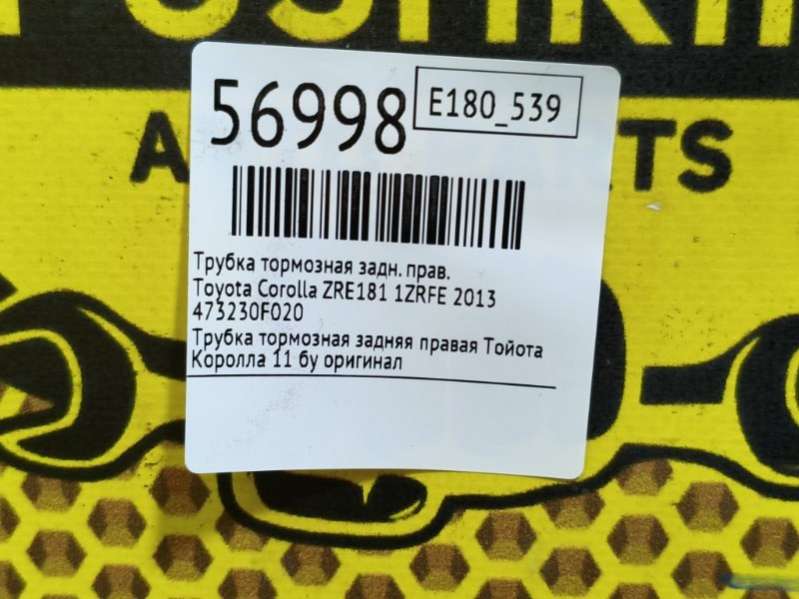 56998
E180_539
Трубка тормозная задн. прав.
Toyota Corolla ZRE181 1ZRFE 2013
473230F020
Трубка тормозная задняя правая Тойота
Королла 11 бу оригинал